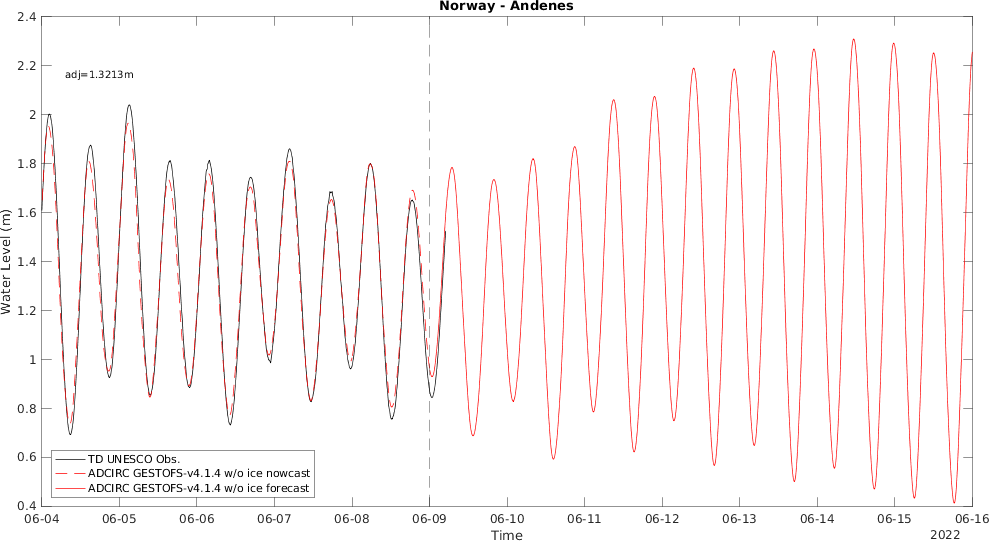 Norway - Andenes
2.4
2.2
2
1.8
1.6
1.4
1.2
1
0.8
0.6
0.4
Water Level (m)
adj=1.3213m
TD UNESCO Obs.
ADCIRC GESTOFS-v4.1.4 w/o ice nowcast
ADCIRC GESTOFS-v4.1.4 w/o ice forecast
06-04 06-05 06-06 06-07 06-08 06-09 06-10 06-11 06-12 06-13 06-14 06-15 06-16
Time
2022